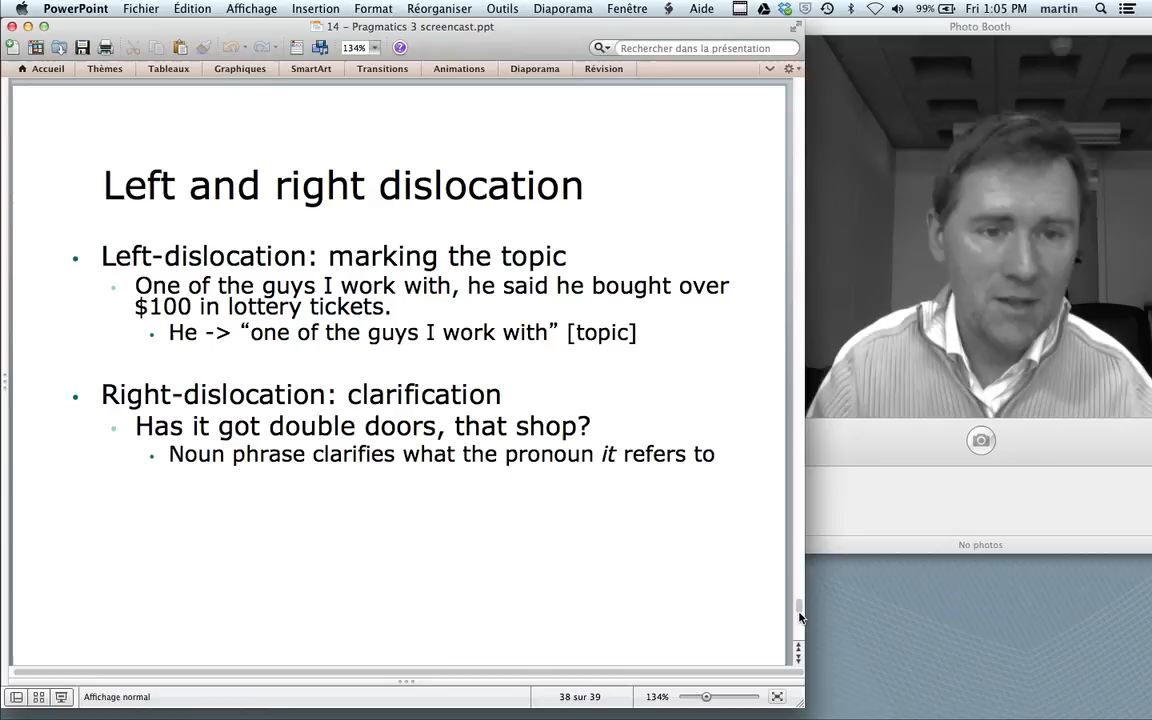 PowerPoint Fichier Édition Affichage Insertion Format Réorganiser Outils Diaporama Fenêtre Aide 99% Fri 1:05 PM martin
14 – Pragmatics 3 screencast.ppt
Photo Booth
134%
Rechercher dans la présentation
Accueil Thèmes Tableaux Graphiques SmartArt Transitions Animations Diaporama Révision
Left and right dislocation
• Left-dislocation: marking the topic
• One of the guys I work with, he said he bought over
$100 in lottery tickets.
• He -> “one of the guys I work with” [topic]
• Right-dislocation: clarification
• Has it got double doors, that shop?
• Noun phrase clarifies what the pronoun it refers to
No photos
Affichage normal 38 sur 39 134%